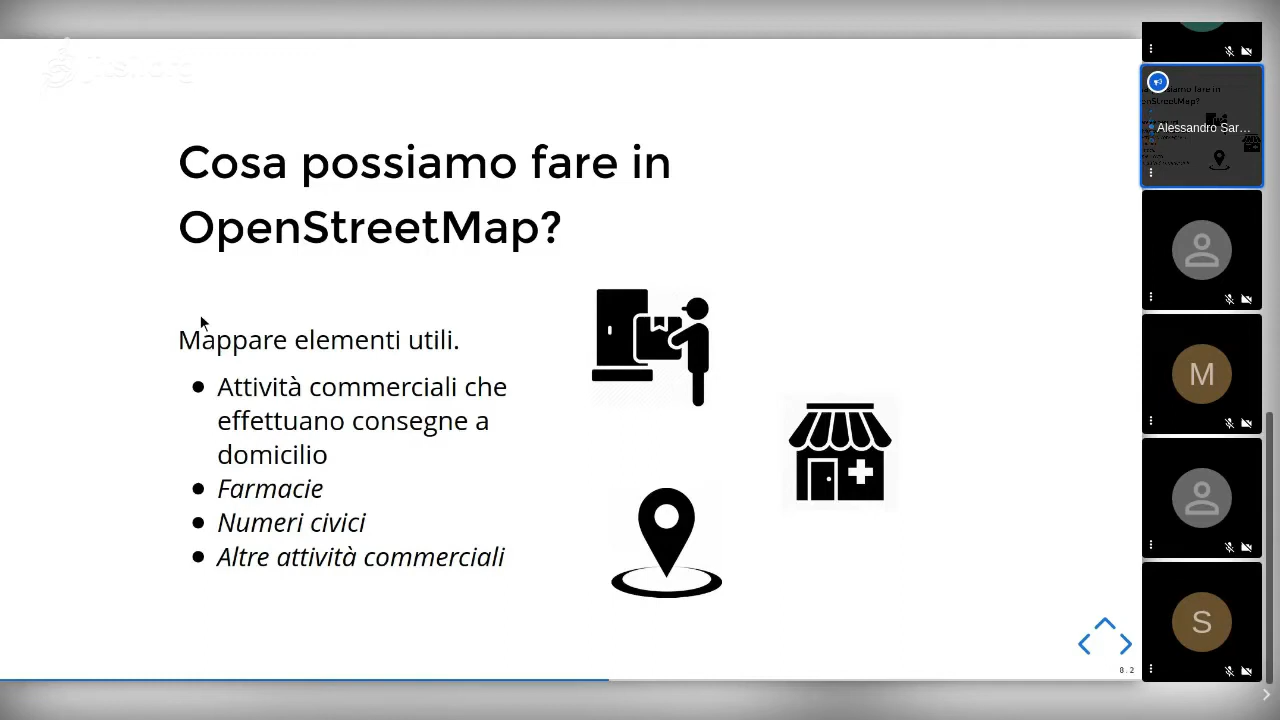 Cosa possiamo fare in
OpenStreetMap?
Mappare elementi utili.
Attività commerciali che
effettuano consegne a
domicilio
Farmacie
Numeri civici
Altre attività commerciali
Alessandro Sar...
M
S